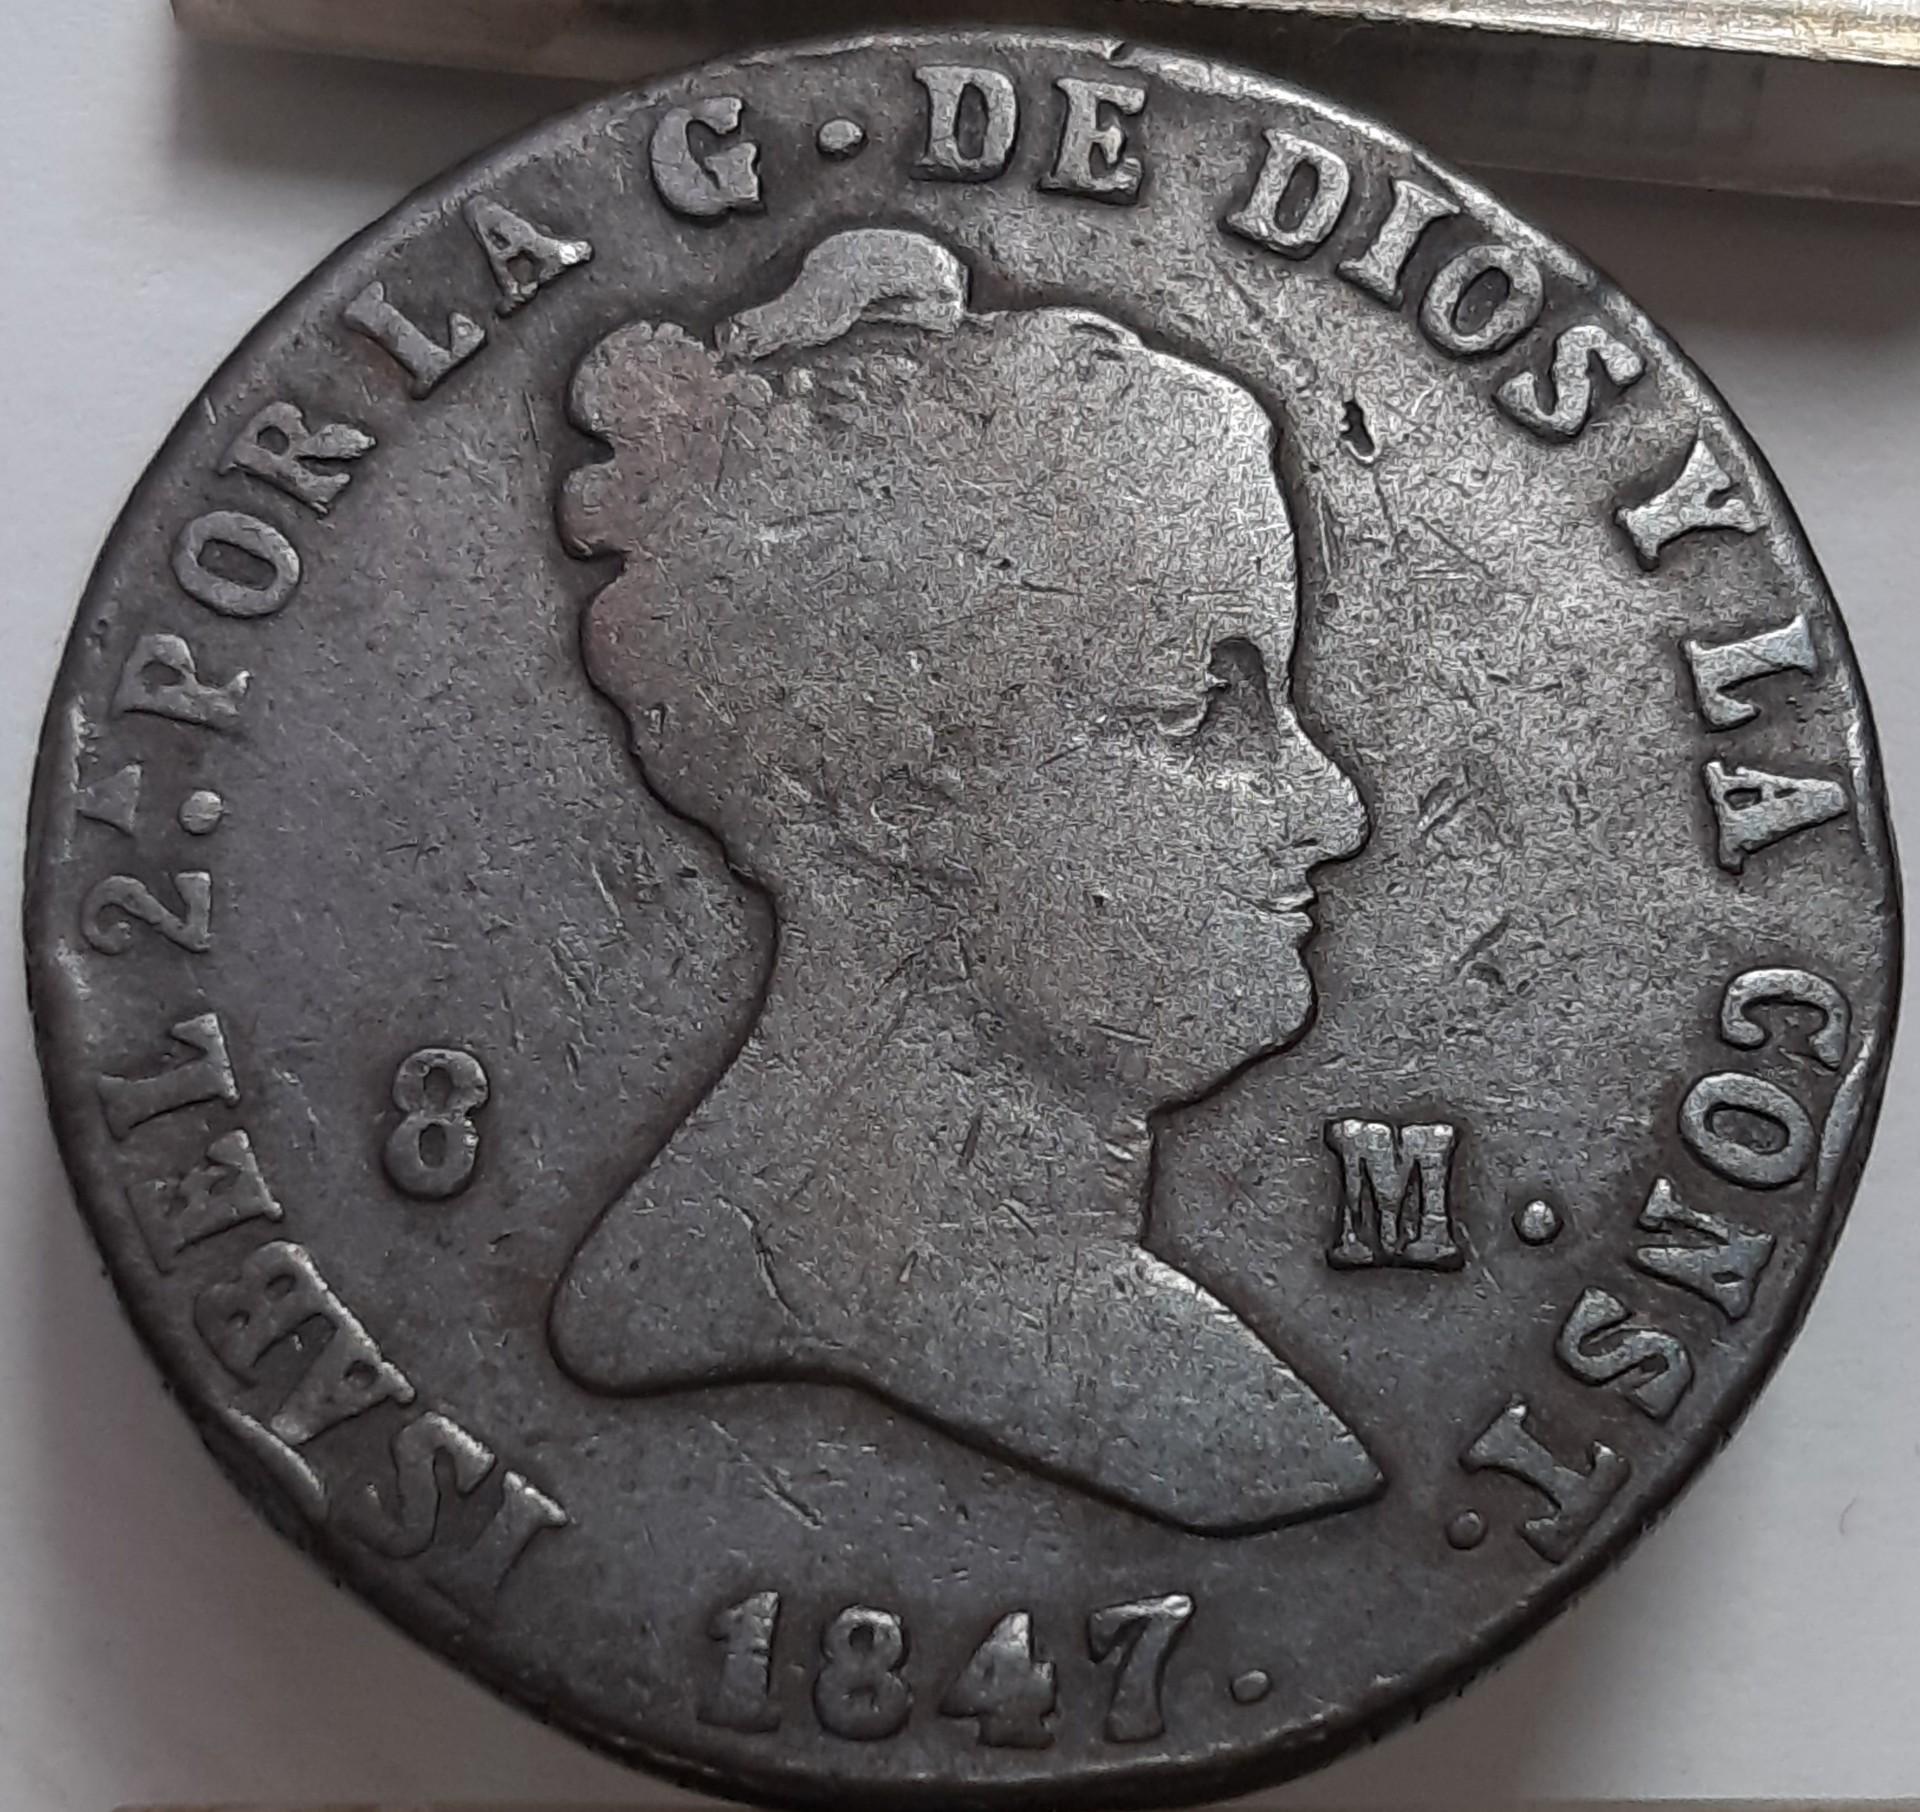 ISABEL 2.ª POR LA G · DE DIOS Y LA CONST.
8 M.
1847.